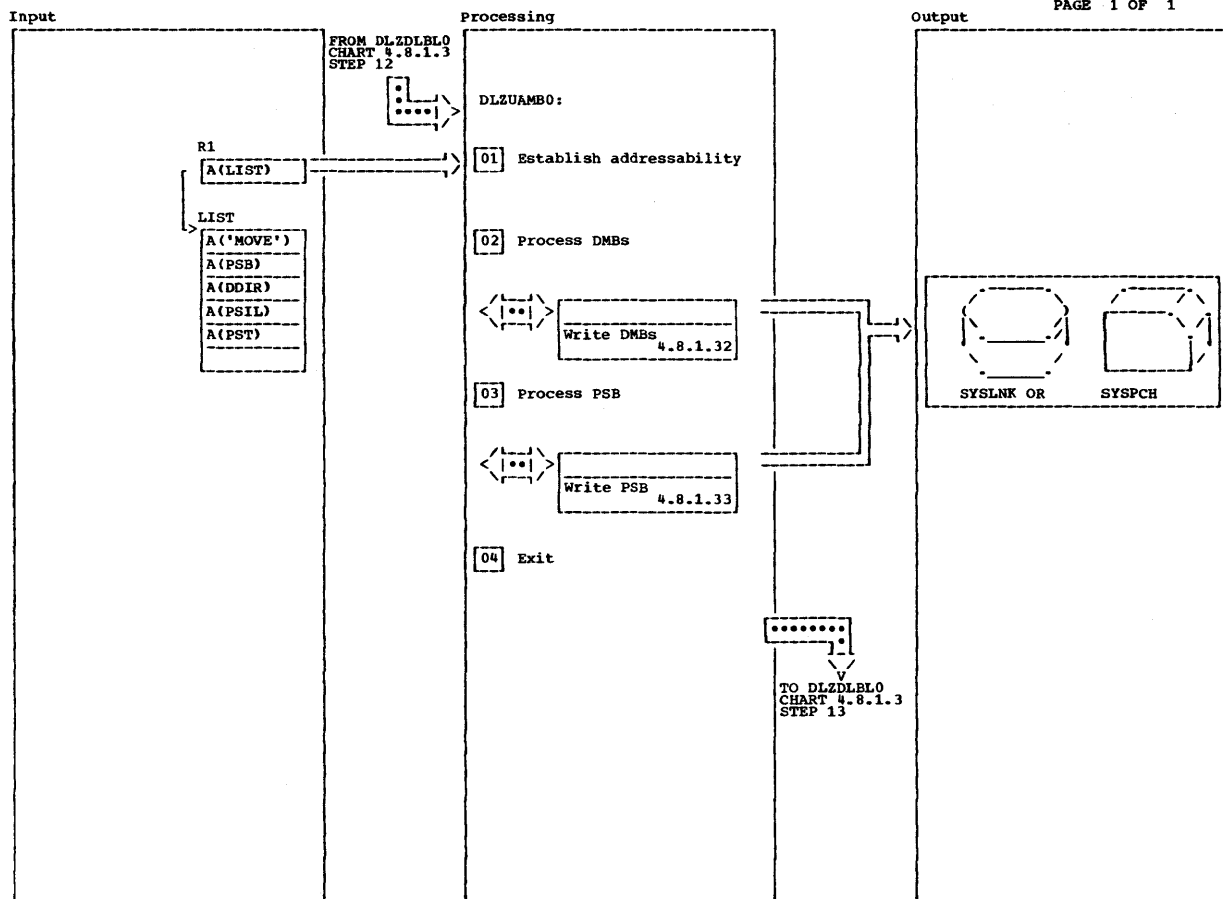 PAGE 1 OF 1
Input
Processing
Output
FROM DLZDLBL0
CHART 4.8.1.3
STEP 12
DLZUAMB0:
R1
A(LIST)
01 Establish addressability
LIST
A('MOVE')
A(PSB)
A(DDIR)
A(PSIL)
A(PST)
02 Process DMBs
Write DMBs
4.8.1.32
03 Process PSB
SYSLNK OR SYSPCH
Write PSB
4.8.1.33
04 Exit
TO DLZDLBL0
CHART 4.8.1.3
STEP 13